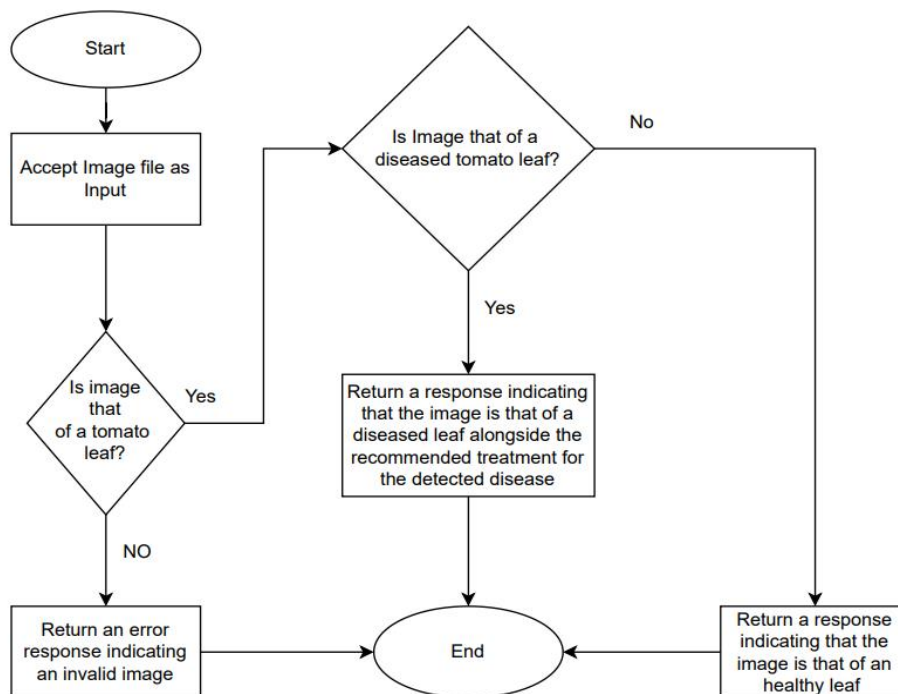 Start
Accept Image file as
Input
Is image
that
of a tomato
leaf?
Yes
NO
Return an error
response indicating
an invalid image
Is Image that of a
diseased tomato leaf?
No
Yes
Return a response indicating
that the image is that of a
diseased leaf alongside the
recommended treatment for
the detected disease
End
Return a response
indicating that the
image is that of an
healthy leaf